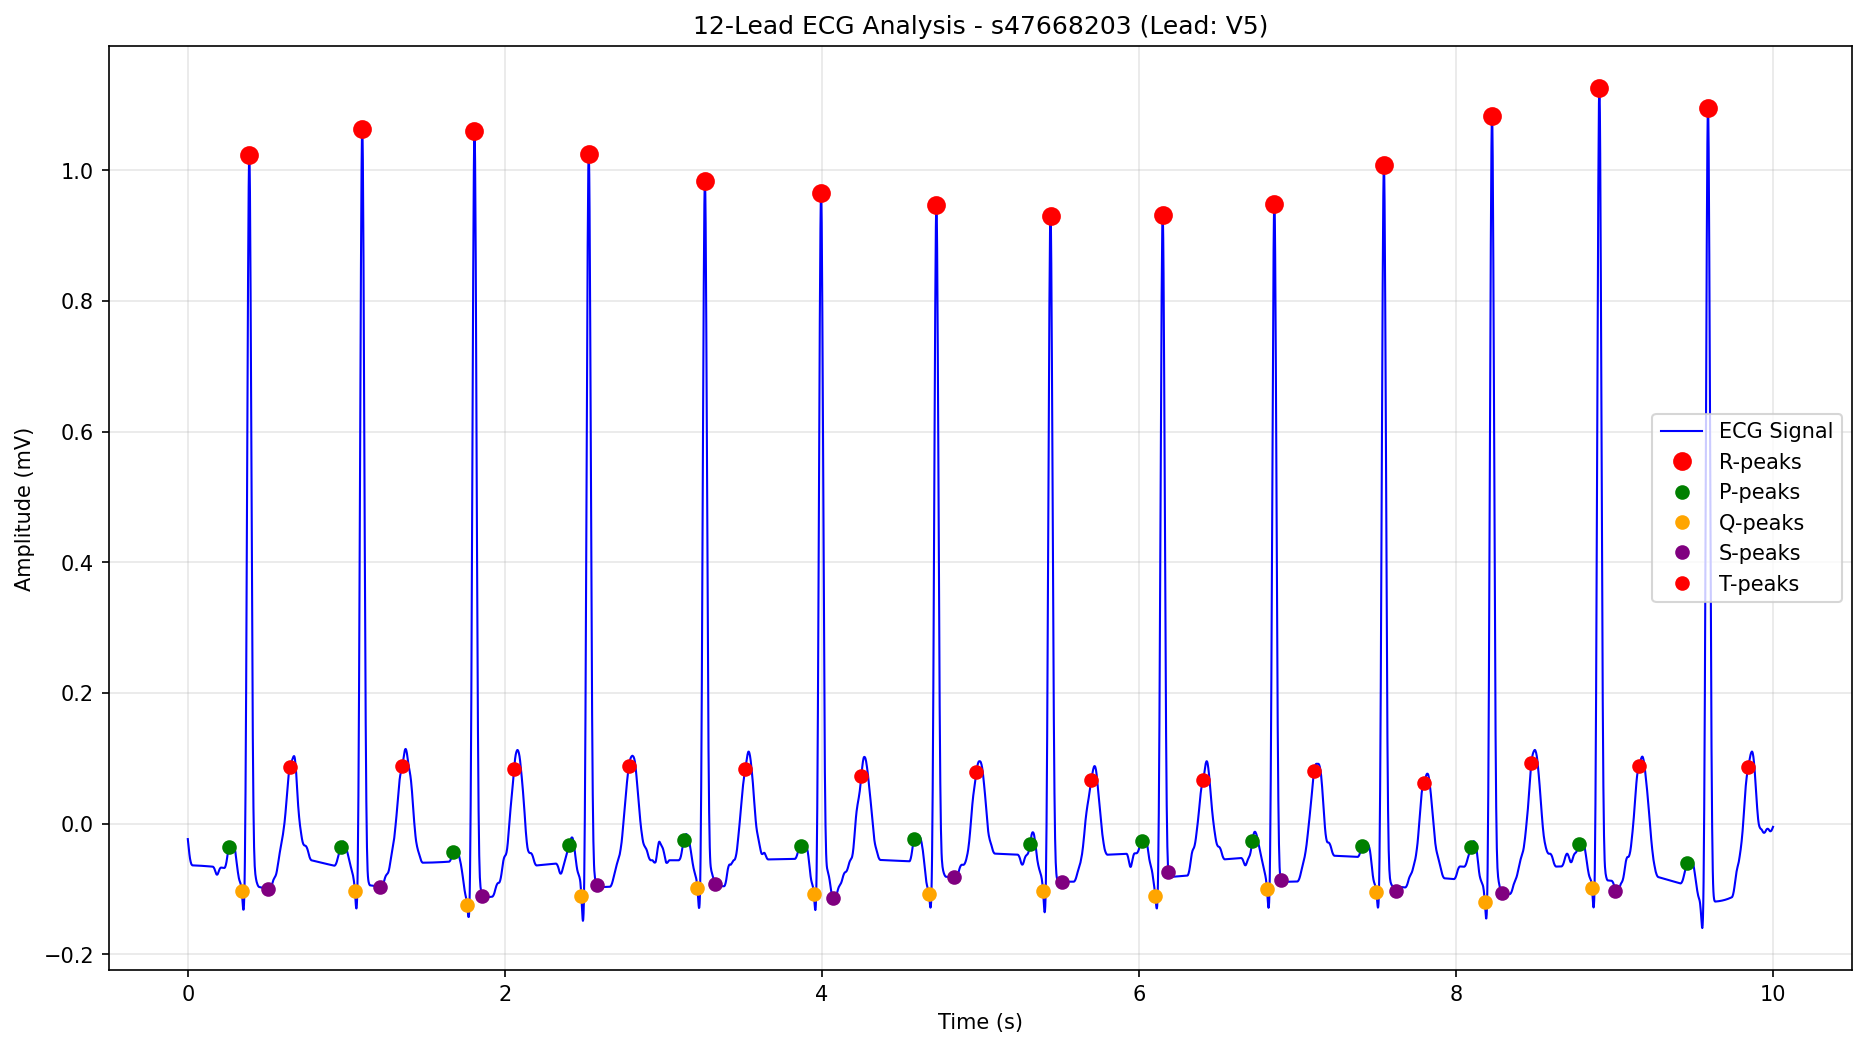 12-Lead ECG Analysis - s47668203 (Lead: V5)
Amplitude (mV)
1.0
0.8
0.6
0.4
0.2
0.0
−0.2
ECG Signal
R-peaks
P-peaks
Q-peaks
S-peaks
T-peaks
0 2 4 6 8 10
Time (s)